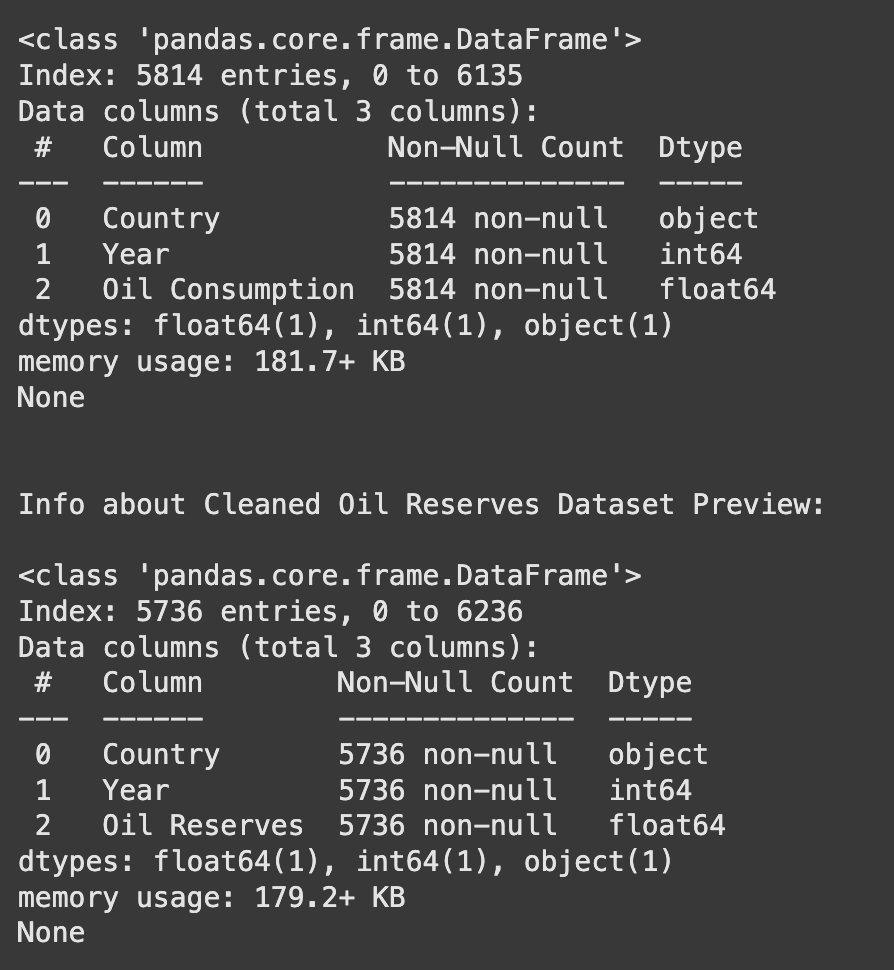 <class 'pandas.core.frame.DataFrame'>
Index: 5814 entries, 0 to 6135
Data columns (total 3 columns):
 #   Column           Non-Null Count  Dtype
---  ------           --------------  -----
 0   Country          5814 non-null   object
 1   Year             5814 non-null   int64
 2   Oil Consumption  5814 non-null   float64
dtypes: float64(1), int64(1), object(1)
memory usage: 181.7+ KB
None
Info about Cleaned Oil Reserves Dataset Preview:
<class 'pandas.core.frame.DataFrame'>
Index: 5736 entries, 0 to 6236
Data columns (total 3 columns):
 #   Column        Non-Null Count  Dtype
---  ------        --------------  -----
 0   Country       5736 non-null   object
 1   Year          5736 non-null   int64
 2   Oil Reserves  5736 non-null   float64
dtypes: float64(1), int64(1), object(1)
memory usage: 179.2+ KB
None